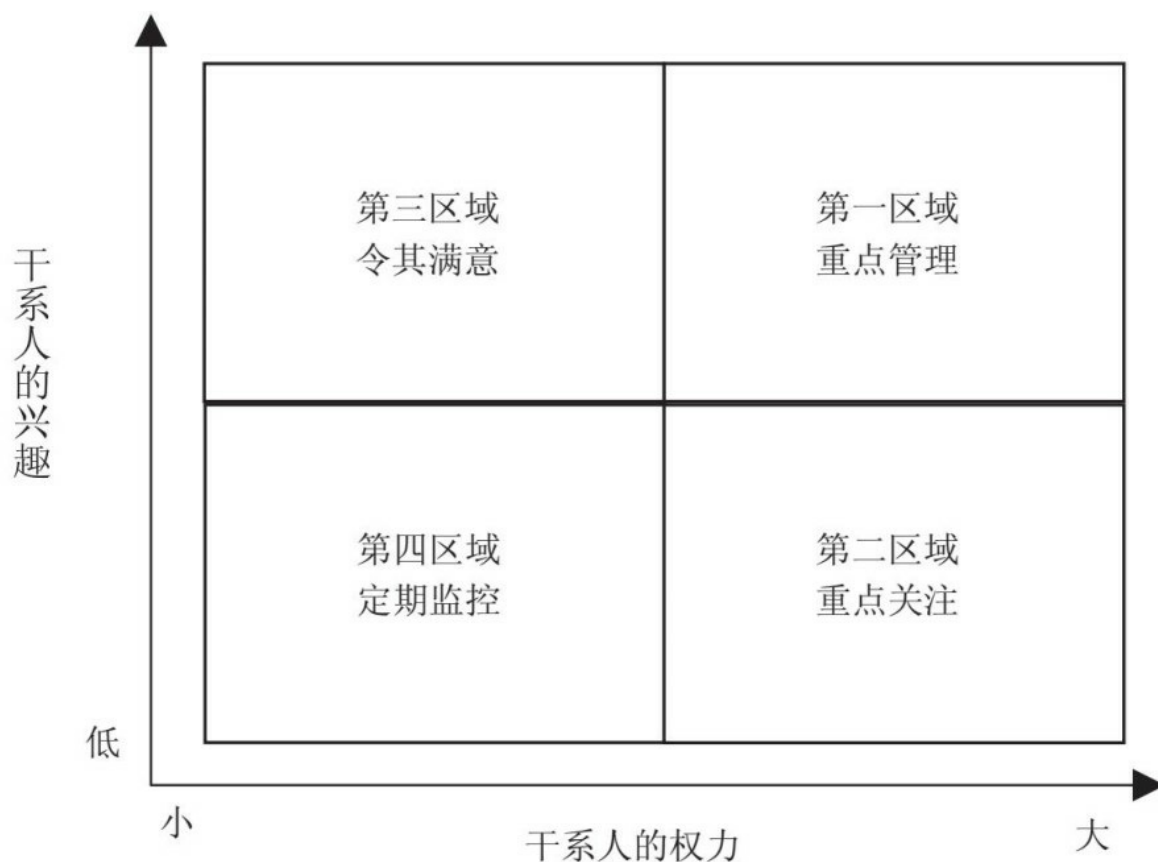 第三区域
令其满意
第一区域
重点管理
干系人的兴趣
第四区域
定期监控
第二区域
重点关注
低
小
干系人的权力
大